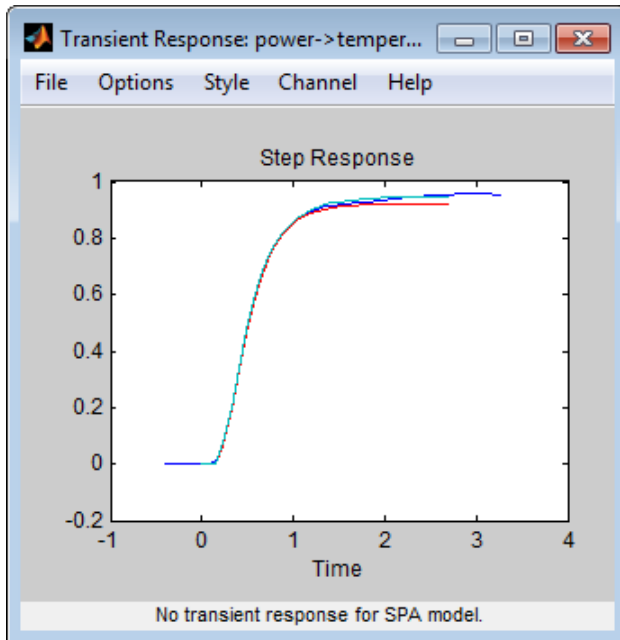 Transient Response: power->temper...
File Options Style Channel Help
Step Response
1
0.8
0.6
0.4
0.2
0
-0.2
-1 0 1 2 3 4
Time
No transient response for SPA model.